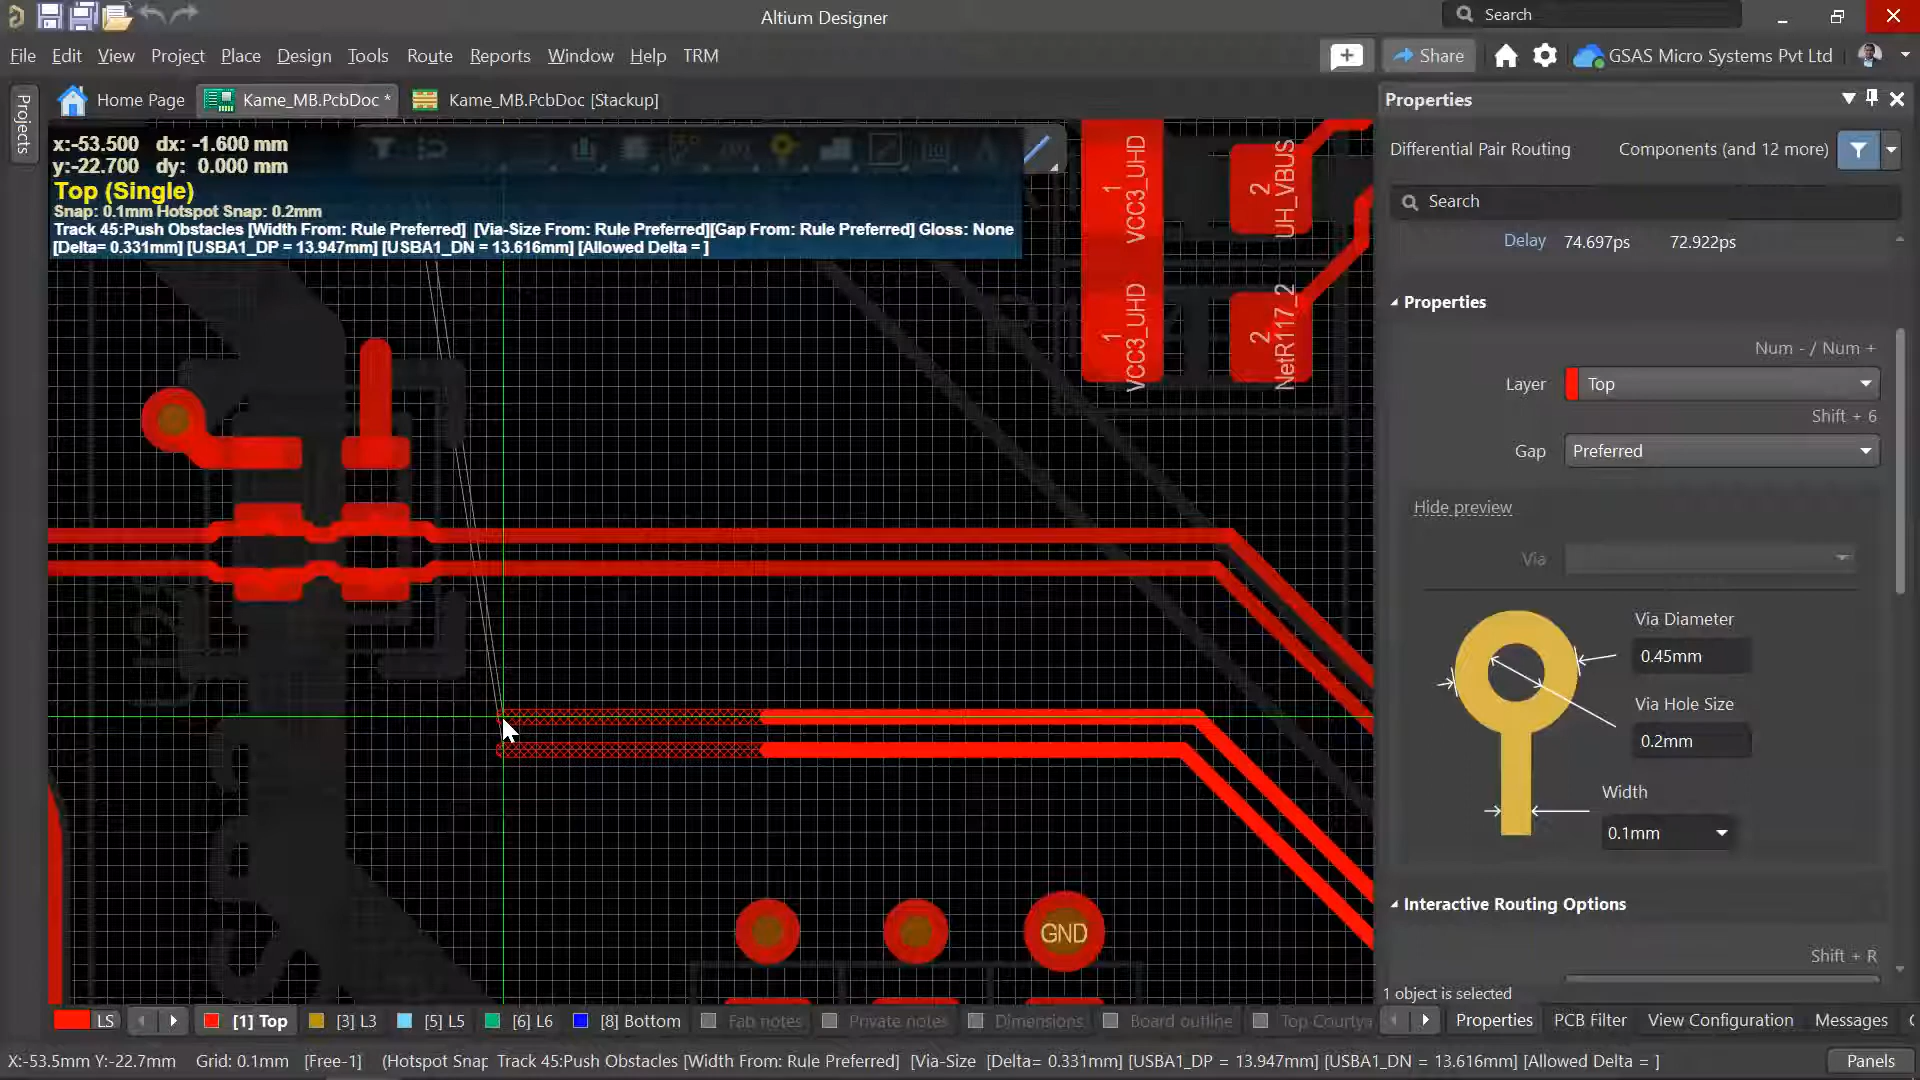 Altium Designer
Search
File Edit View Project Place Design Tools Route Reports Window Help TRM
Share
GSAS Micro Systems Pvt Ltd
Projects
Home Page
Kame_MB.PcbDoc *
Kame_MB.PcbDoc [Stackup]
x:-53.500 dx: -1.600 mm
y:-22.700 dy: 0.000 mm
Top (Single)
Snap: 0.1mm Hotspot Snap: 0.2mm
Track 45:Push Obstacles [Width From: Rule Preferred] [Via-Size From: Rule Preferred][Gap From: Rule Preferred] Gloss: None
[Delta= 0.331mm] [USBA1_DP = 13.947mm] [USBA1_DN = 13.616mm] [Allowed Delta = ]
1
VCC3_UHD
2
UH_VBUS
1
VCC3_UHD
2
NetR117_2
GND
Properties
Differential Pair Routing
Components (and 12 more)
Search
Delay 74.697ps 72.922ps
Properties
Num - / Num +
Layer Top
Shift + 6
Gap Preferred
Hide preview
Via
Via Diameter
0.45mm
Via Hole Size
0.2mm
Width
0.1mm
Interactive Routing Options
Shift + R
1 object is selected
LS
[1] Top
[3] L3
[5] L5
[6] L6
[8] Bottom
Fab notes
Private notes
Dimensions
Board outline
Top Courtya
Properties
PCB Filter
View Configuration
Messages
X:-53.5mm Y:-22.7mm Grid: 0.1mm [Free-1] (Hotspot Snap Track 45:Push Obstacles [Width From: Rule Preferred] [Via-Size [Delta= 0.331mm] [USBA1_DP = 13.947mm] [USBA1_DN = 13.616mm] [Allowed Delta = ]
Panels